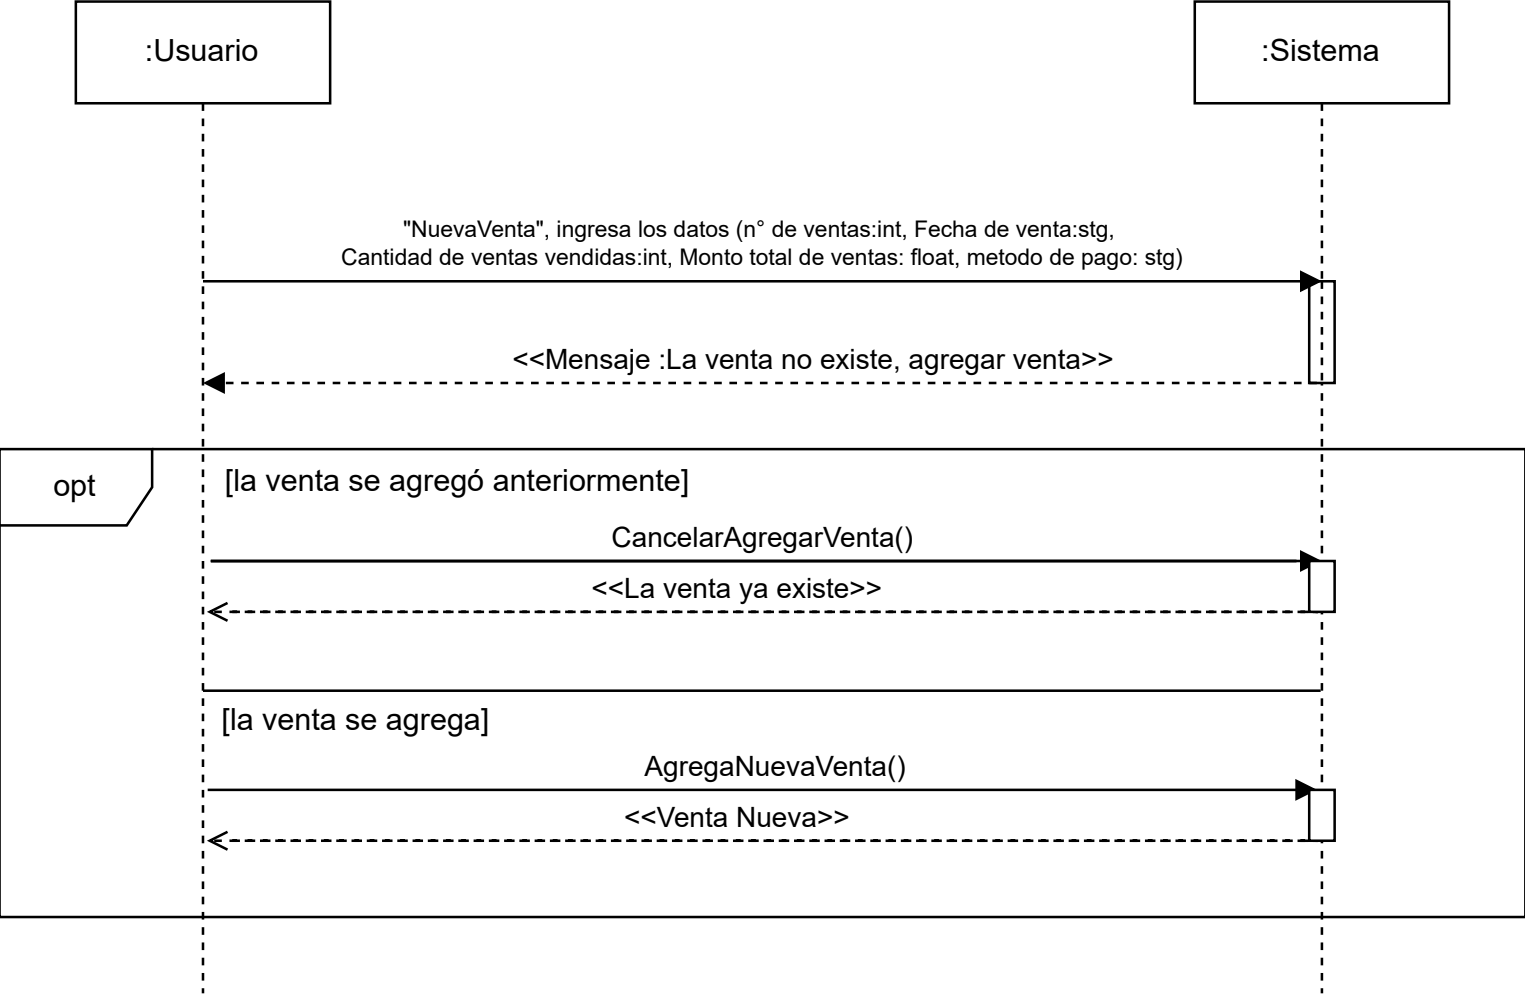 :Usuario
:Sistema
"NuevaVenta", ingresa los datos (n° de ventas:int, Fecha de venta:stg,
Cantidad de ventas vendidas:int, Monto total de ventas: float, metodo de pago: stg)
<<Mensaje :La venta no existe, agregar venta>>
opt
[la venta se agregó anteriormente]
CancelarAgregarVenta()
<<La venta ya existe>>
[la venta se agrega]
AgregaNuevaVenta()
<<Venta Nueva>>